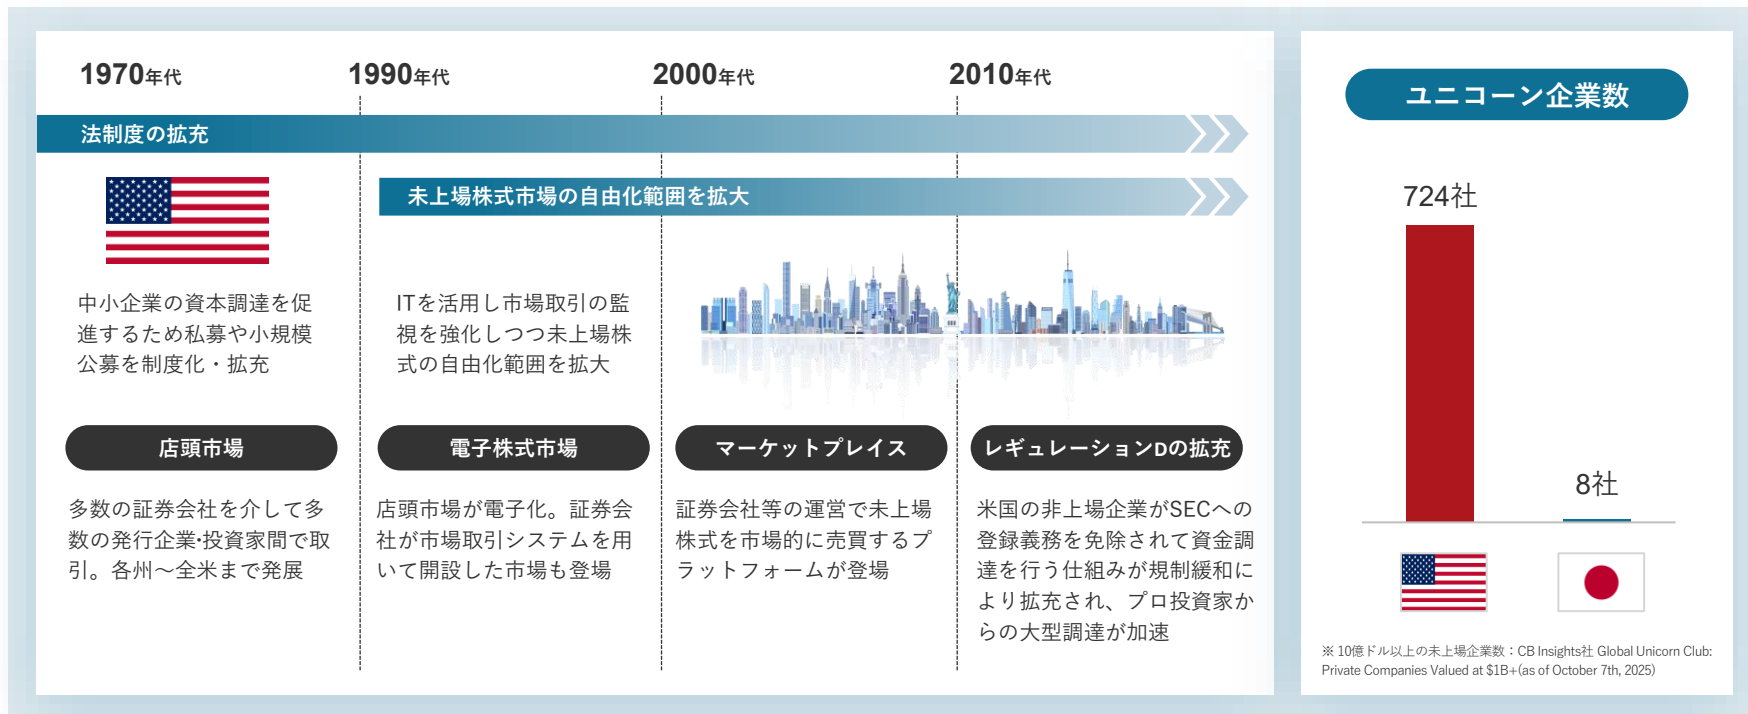 1970年代
1990年代
2000年代
2010年代
法制度の拡充
未上場株式市場の自由化範囲を拡大
中小企業の資本調達を促
進するため私募や小規模
公募を制度化・拡充
ITを活用し市場取引の監
視を強化しつつ未上場株
式の自由化範囲を拡大
店頭市場
多数の証券会社を介して多
数の発行企業・投資家間で取
引。各州～全米まで発展
電子株式市場
店頭市場が電子化。証券会
社が市場取引システムを用
いて開設した市場も登場
マーケットプレイス
証券会社等の運営で未上場
株式を市場的に売買するプ
ラットフォームが登場
レギュレーションDの拡充
米国の非上場企業がSECへの
登録義務を免除されて資金調
達を行う仕組みが規制緩和に
より拡充され、プロ投資家か
らの大型調達が加速
ユニコーン企業数
724社
8社
※ 10億ドル以上の未上場企業数：CB Insights社 Global Unicorn Club:
Private Companies Valued at $1B+(as of October 7th, 2025)